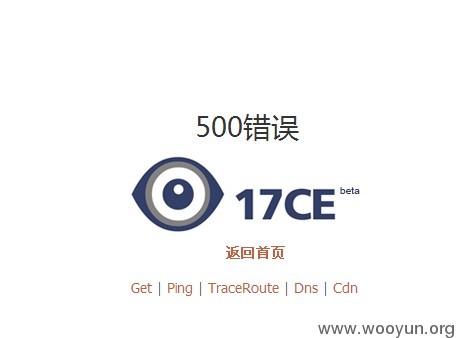 500错误
17CE beta
返回首页
Get | Ping | TraceRoute | Dns | Cdn
www.wooyun.org